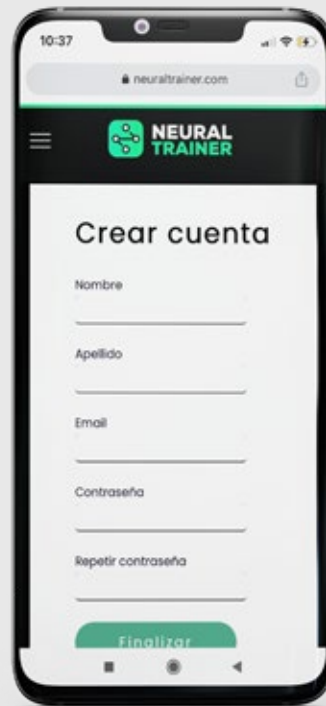 10:37
neuraltrainer.com
NEURAL
TRAINER
Crear cuenta
Nombre
Apellido
Email
Contraseña
Repetir contraseña
Finalizar